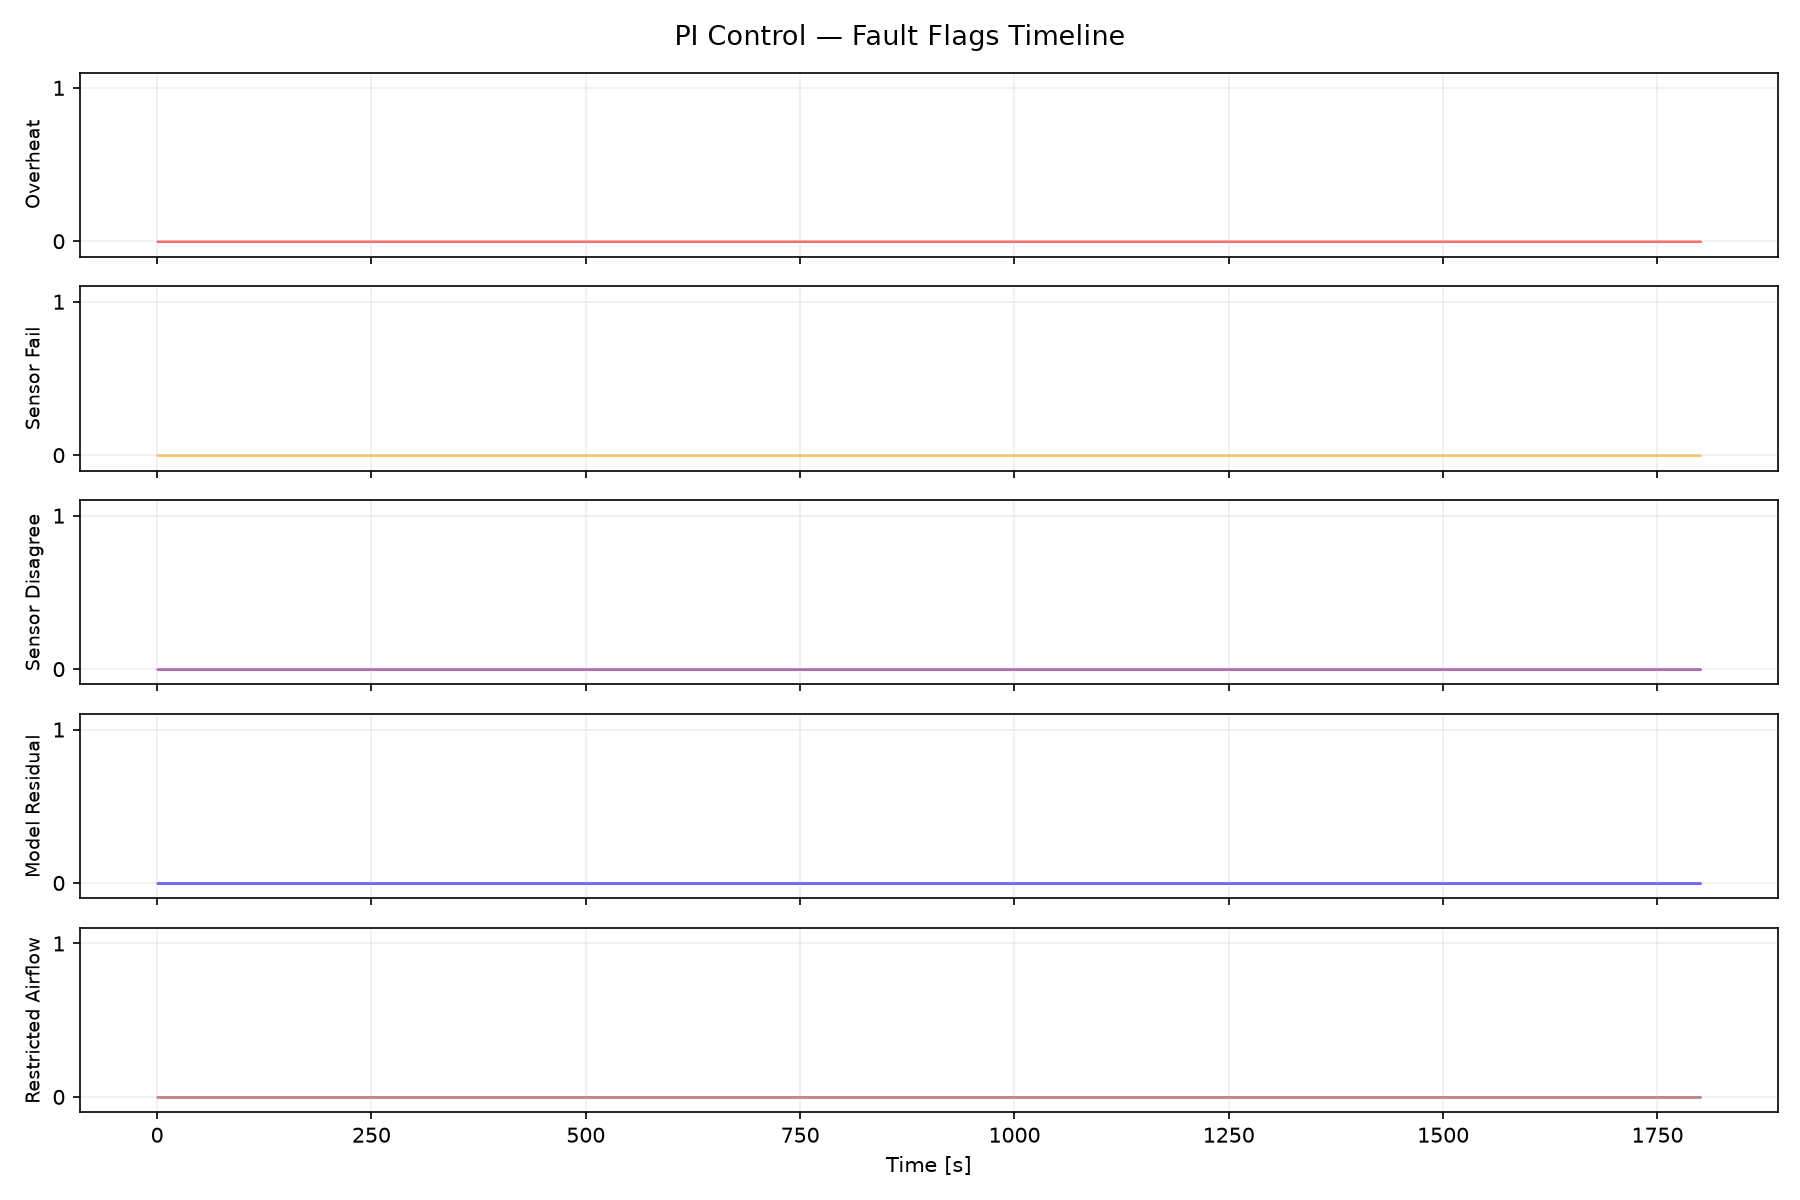 PI Control — Fault Flags Timeline
1
Overheat
0
1
Sensor Fail
0
1
Sensor Disagree
0
1
Model Residual
0
1
Restricted Airflow
0
0 250 500 750 1000 1250 1500 1750
Time [s]